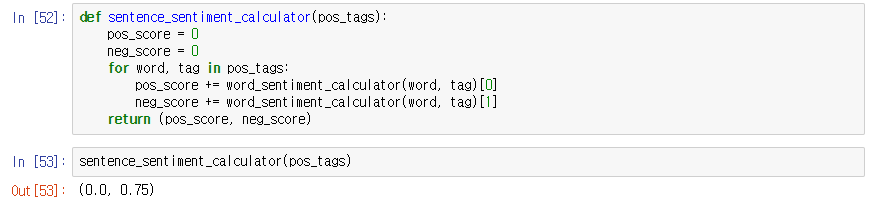 In [52]: def sentence_sentiment_calculator(pos_tags):
    pos_score = 0
    neg_score = 0
    for word, tag in pos_tags:
        pos_score += word_sentiment_calculator(word, tag)[0]
        neg_score += word_sentiment_calculator(word, tag)[1]
    return (pos_score, neg_score)
In [53]: sentence_sentiment_calculator(pos_tags)
Out[53]: (0.0, 0.75)